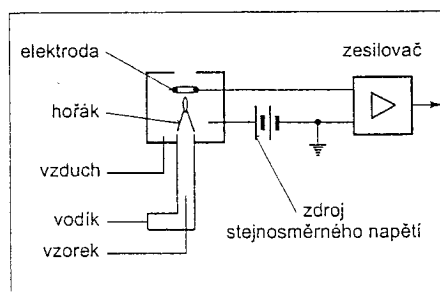 elektroda
zesilovač
hořák
vzduch
vodík
vzorek
zdroj
stejnosměrného napětí